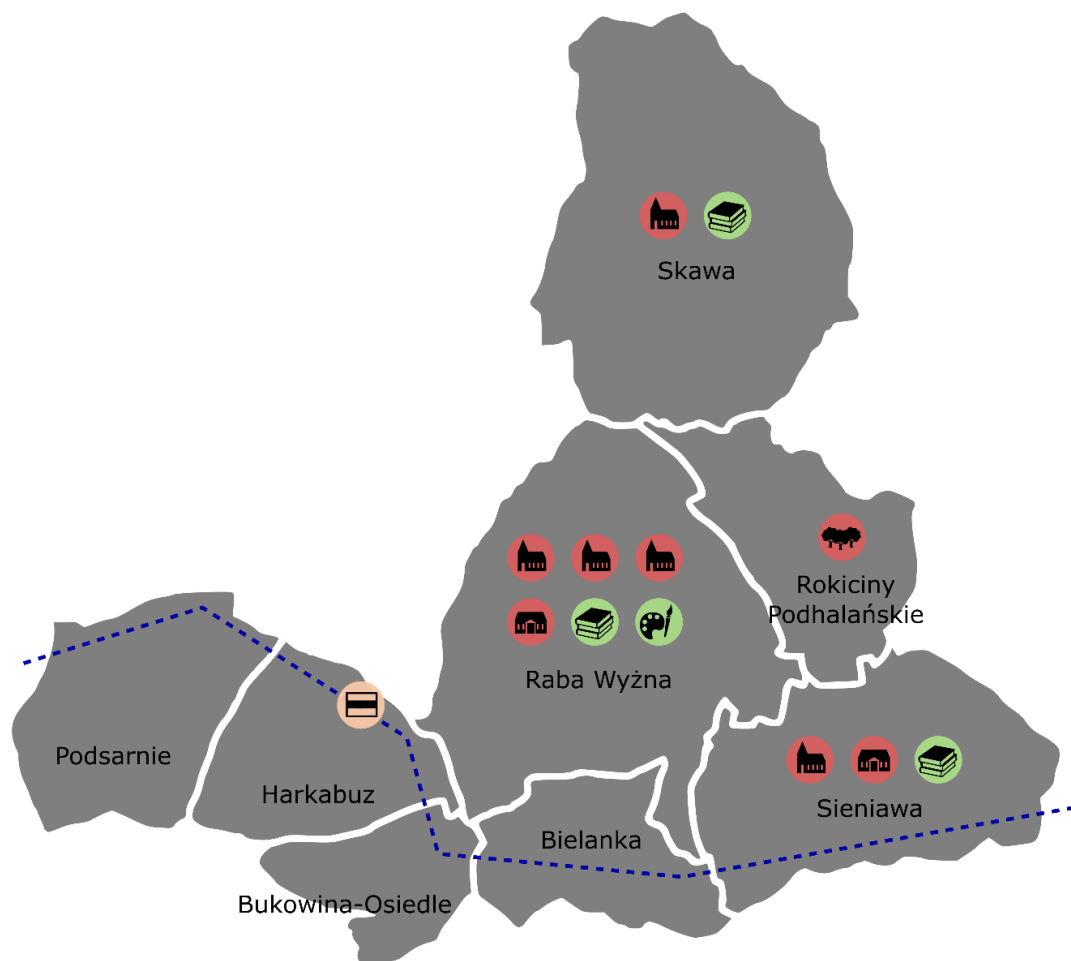 Skawa
Rokiciny
Podhalańskie
Raba Wyżna
Podsarnie
Harkabuz
Sieniawa
Bielanka
Bukowina-Osiedle